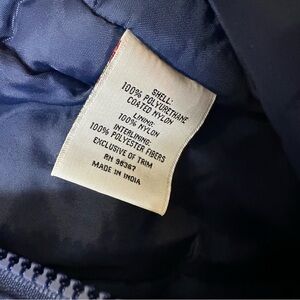 SHELL:
100% POLYURETHANE
COATED NYLON
LINING:
100% NYLON
INTERLINING:
100% POLYESTER FIBERS
EXCLUSIVE OF TRIM
RN 96367
MADE IN INDIA